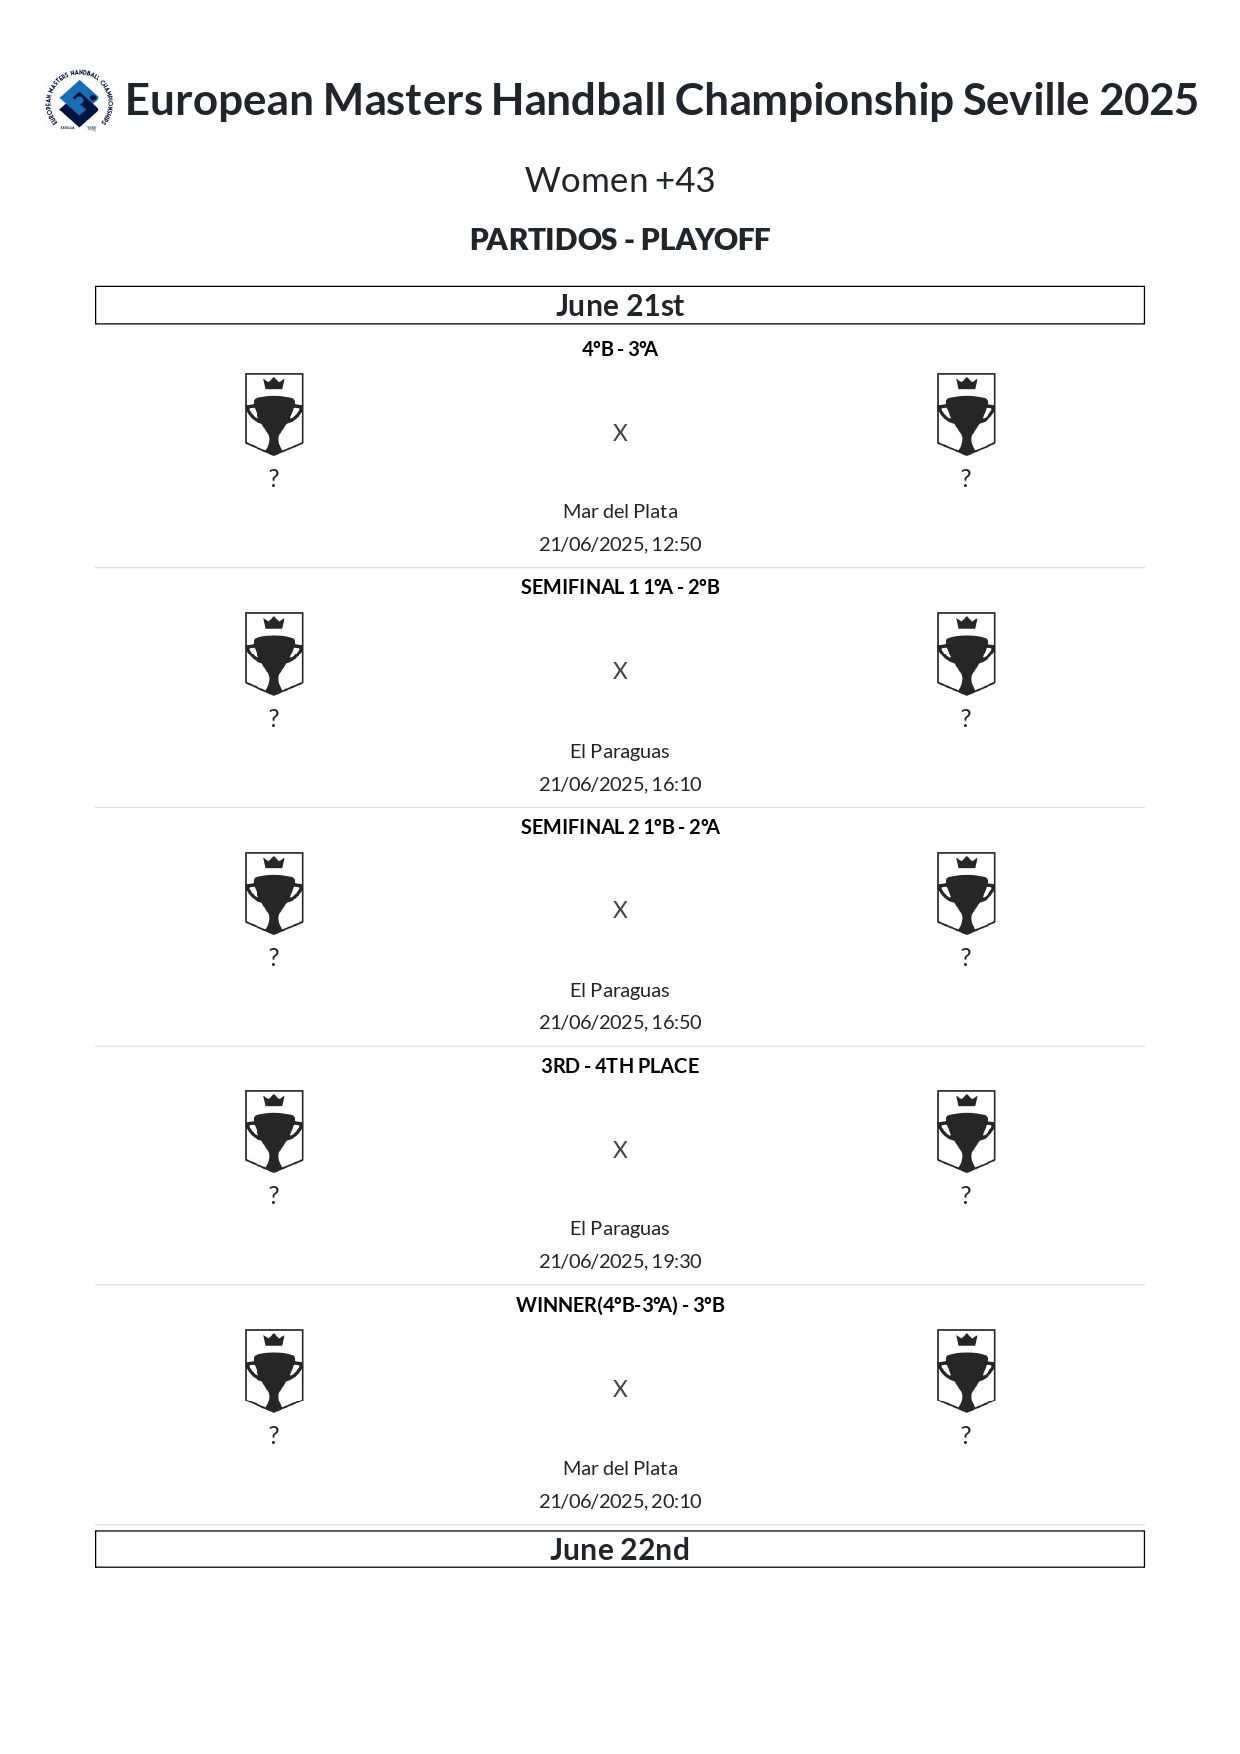 EUROPEAN MASTERS HANDBALL CHAMPIONSHIPS
SEVILLA
European Masters Handball Championship Seville 2025
Women +43
PARTIDOS - PLAYOFF
June 21st
4ºB - 3ºA
X
? ?
Mar del Plata
21/06/2025, 12:50
SEMIFINAL 1 1ºA - 2ºB
X
? ?
El Paraguas
21/06/2025, 16:10
SEMIFINAL 2 1ºB - 2ºA
X
? ?
El Paraguas
21/06/2025, 16:50
3RD - 4TH PLACE
X
? ?
El Paraguas
21/06/2025, 19:30
WINNER(4ºB-3ºA) - 3ºB
X
? ?
Mar del Plata
21/06/2025, 20:10
June 22nd